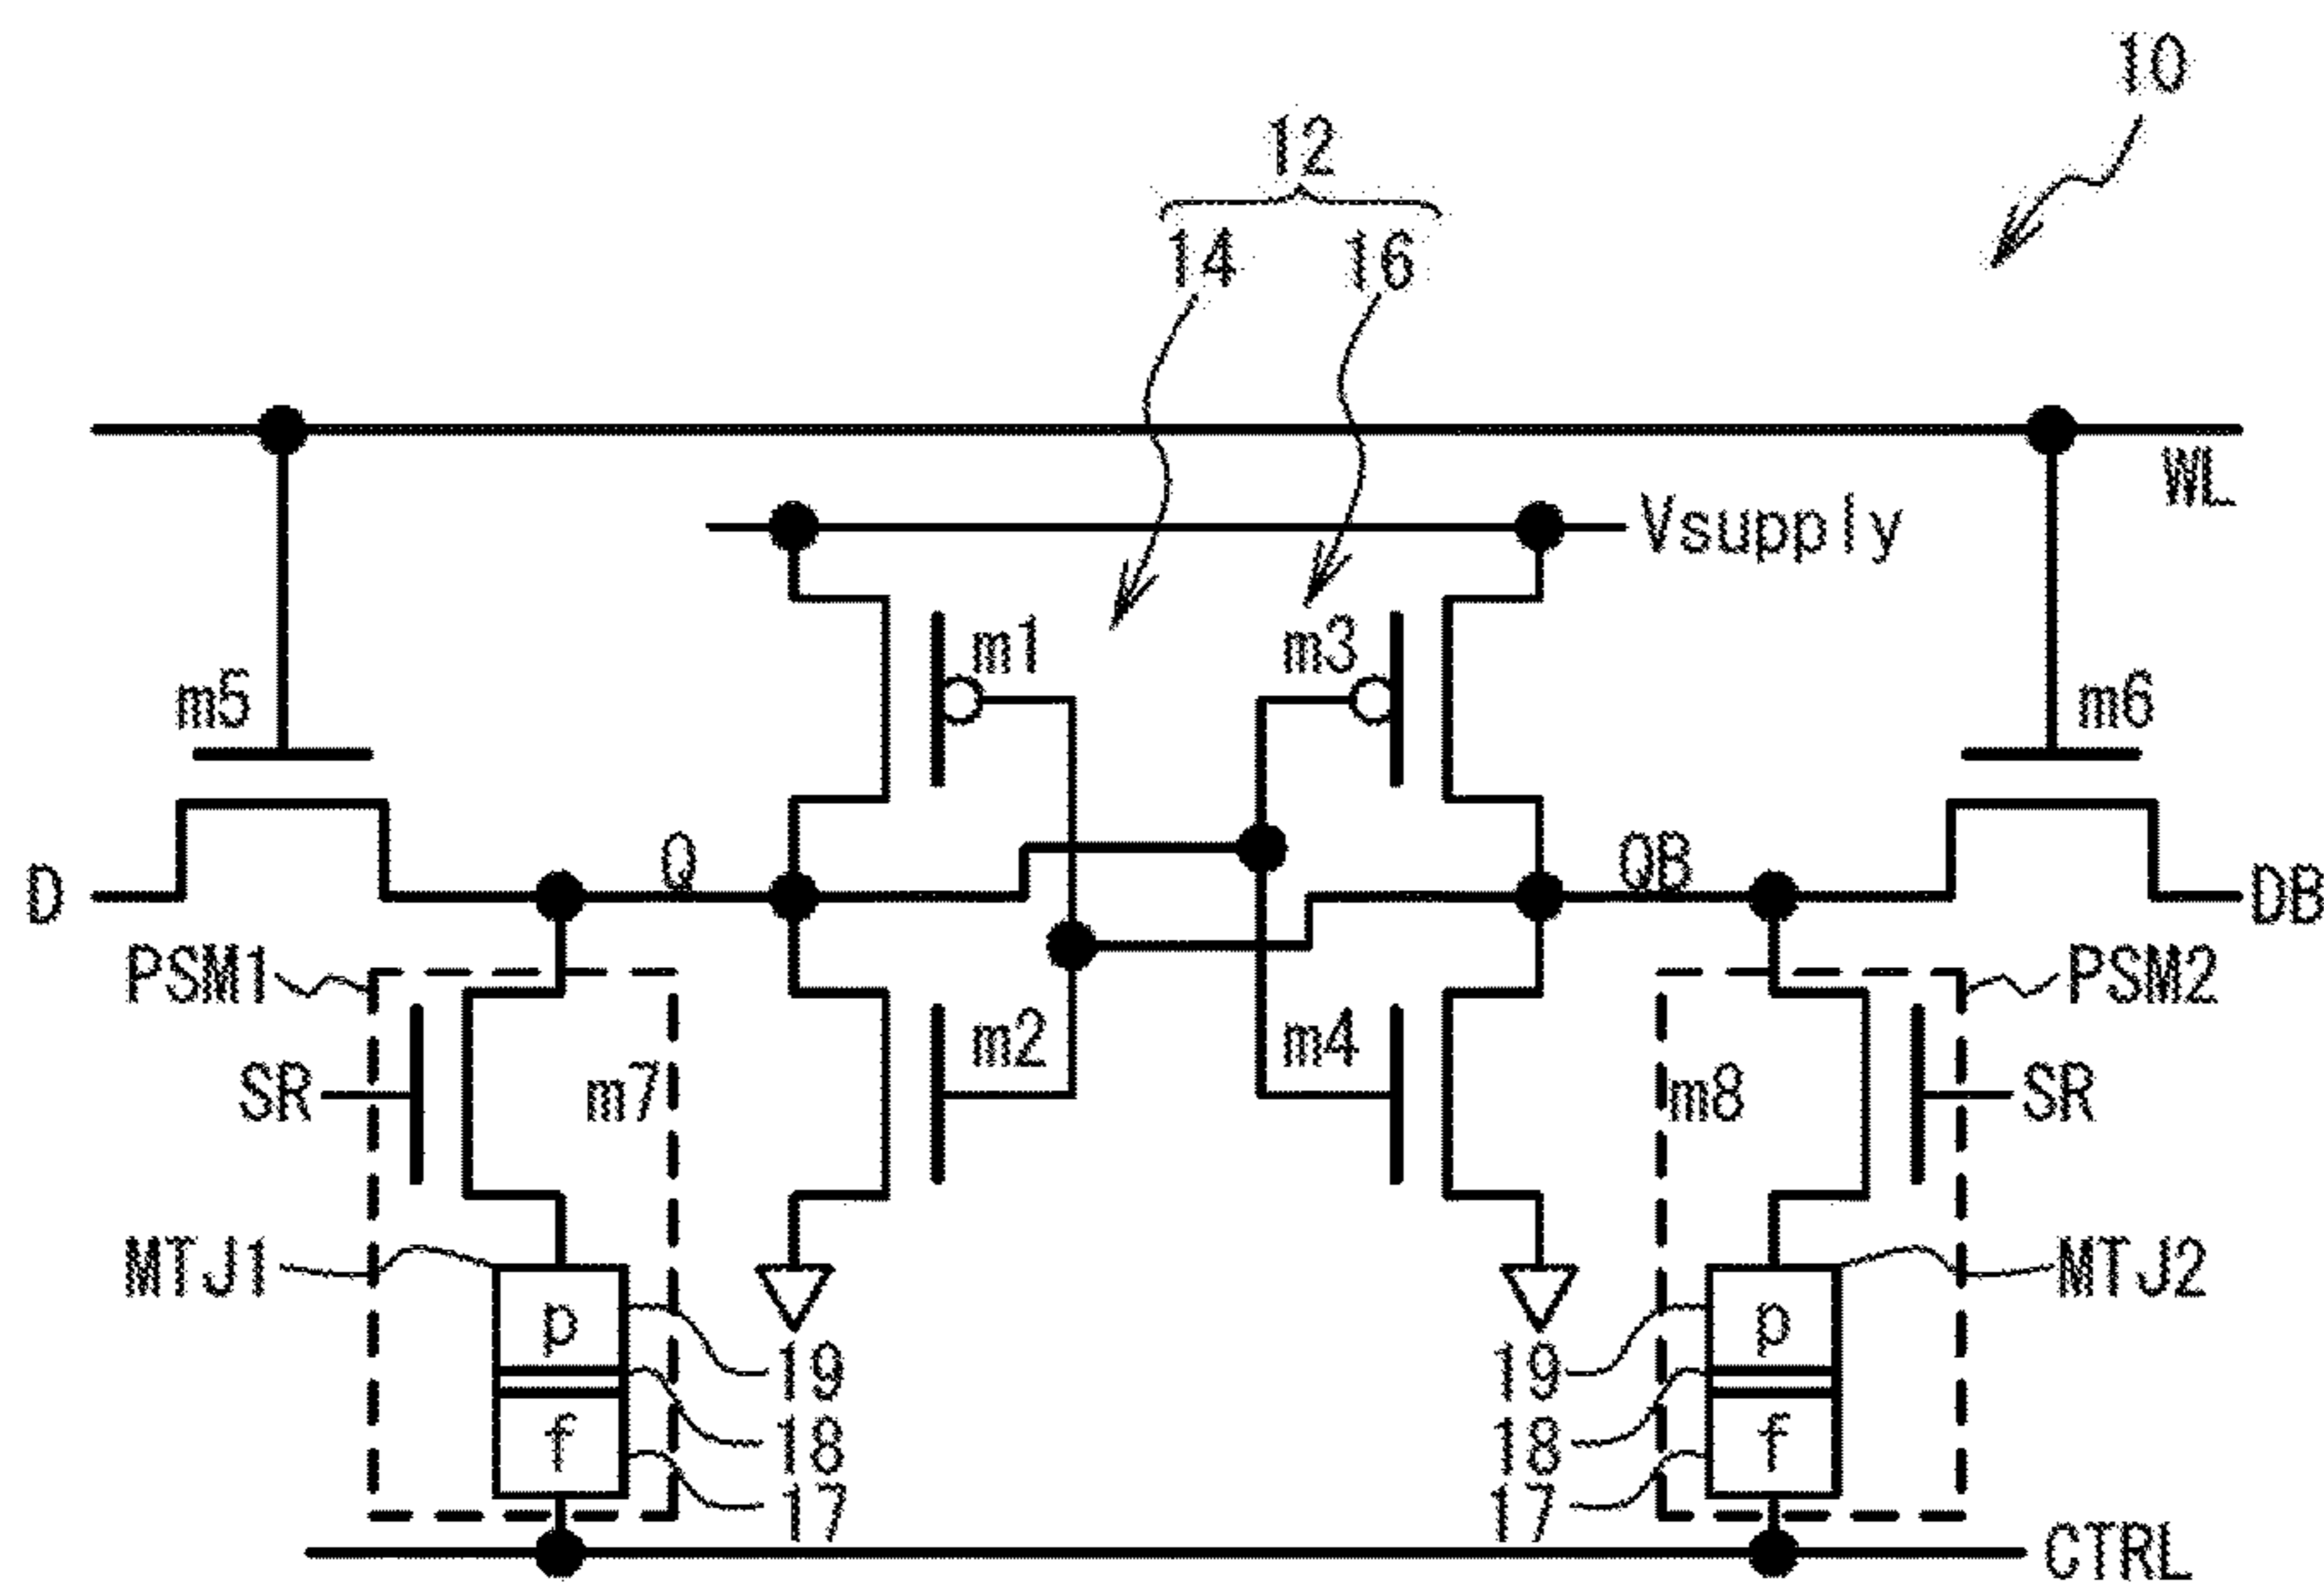 10
12
14 16
WL
Vsupply
m1 m3
m5 m6
Q QB
D DB
PSM1 PSM2
m2 m4
SR m7 m8 SR
MTJ1 MTJ2
p p
19 19
f 18 18 f
17 17
CTRL